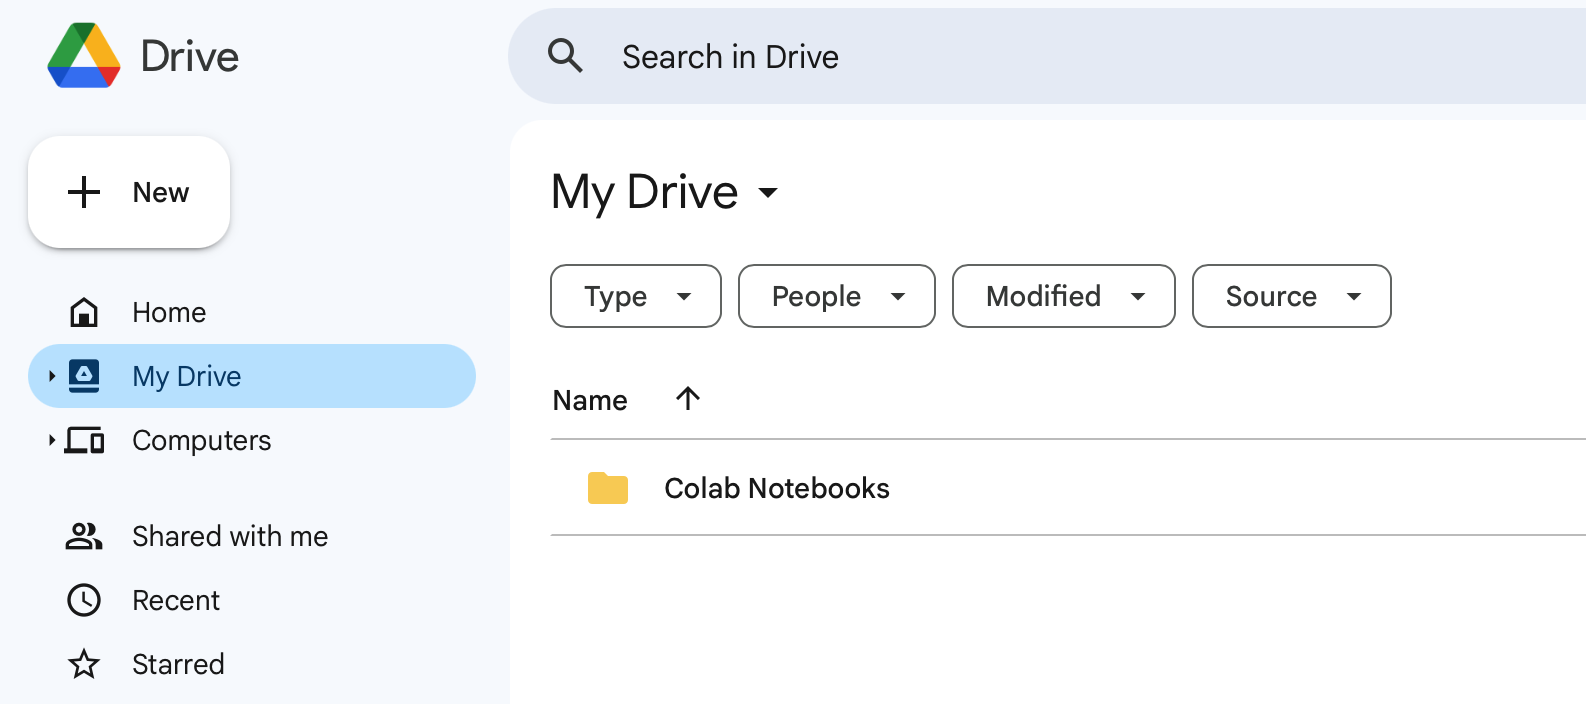 Drive
Search in Drive
New
Home
My Drive
Computers
Shared with me
Recent
Starred
My Drive
Type
People
Modified
Source
Name
Colab Notebooks